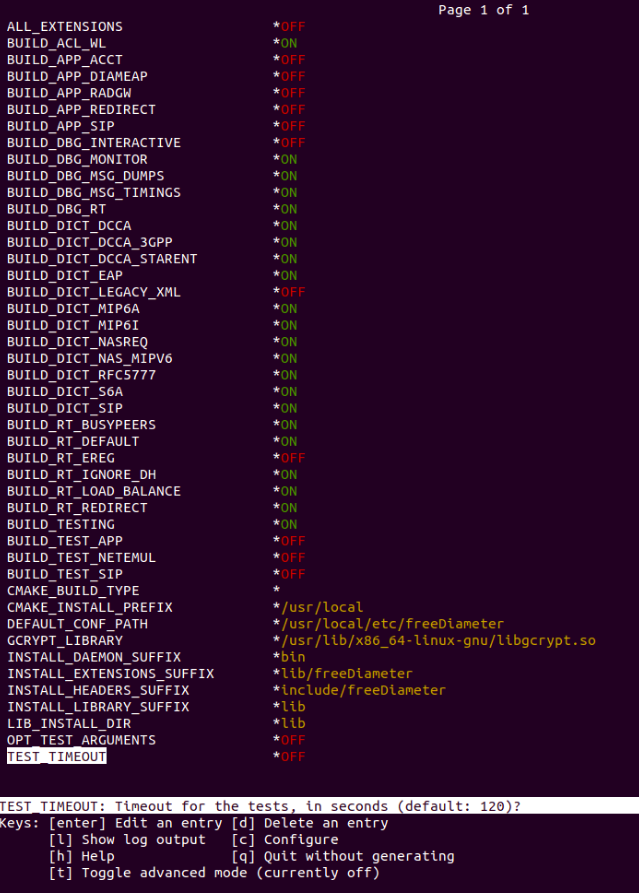 Page 1 of 1
ALL_EXTENSIONS *OFF
BUILD_ACL_WL *ON
BUILD_APP_ACCT *OFF
BUILD_APP_DIAMEAP *OFF
BUILD_APP_RADGW *OFF
BUILD_APP_REDIRECT *OFF
BUILD_APP_SIP *OFF
BUILD_DBG_INTERACTIVE *OFF
BUILD_DBG_MONITOR *ON
BUILD_DBG_MSG_DUMPS *ON
BUILD_DBG_MSG_TIMINGS *ON
BUILD_DBG_RT *ON
BUILD_DICT_DCCA *ON
BUILD_DICT_DCCA_3GPP *ON
BUILD_DICT_DCCA_STARENT *ON
BUILD_DICT_EAP *ON
BUILD_DICT_LEGACY_XML *OFF
BUILD_DICT_MIP6A *ON
BUILD_DICT_MIP6I *ON
BUILD_DICT_NASREQ *ON
BUILD_DICT_NAS_MIPV6 *ON
BUILD_DICT_RFC5777 *ON
BUILD_DICT_S6A *ON
BUILD_DICT_SIP *ON
BUILD_RT_BUSYPEERS *ON
BUILD_RT_DEFAULT *ON
BUILD_RT_EREG *OFF
BUILD_RT_IGNORE_DH *ON
BUILD_RT_LOAD_BALANCE *ON
BUILD_RT_REDIRECT *ON
BUILD_TESTING *ON
BUILD_TEST_APP *OFF
BUILD_TEST_NETEMUL *OFF
BUILD_TEST_SIP *OFF
CMAKE_BUILD_TYPE *
CMAKE_INSTALL_PREFIX */usr/local
DEFAULT_CONF_PATH */usr/local/etc/freeDiameter
GCRYPT_LIBRARY */usr/lib/x86_64-linux-gnu/libgcrypt.so
INSTALL_DAEMON_SUFFIX *bin
INSTALL_EXTENSIONS_SUFFIX *lib/freeDiameter
INSTALL_HEADERS_SUFFIX *include/freeDiameter
INSTALL_LIBRARY_SUFFIX *lib
LIB_INSTALL_DIR *lib
OPT_TEST_ARGUMENTS *OFF
TEST_TIMEOUT *OFF
TEST_TIMEOUT: Timeout for the tests, in seconds (default: 120)?
Keys: [enter] Edit an entry [d] Delete an entry
[l] Show log output [c] Configure
[h] Help [q] Quit without generating
[t] Toggle advanced mode (currently off)